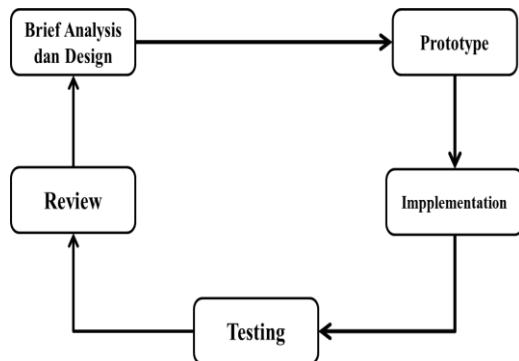 Brief Analysis
dan Design
Prototype
Impplementation
Testing
Review